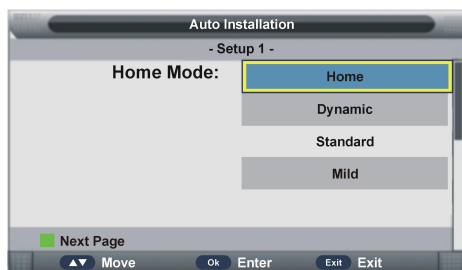 Auto Installation
- Setup 1 -
Home Mode: Home
Dynamic
Standard
Mild
Next Page
▲▼ Move Ok Enter Exit Exit